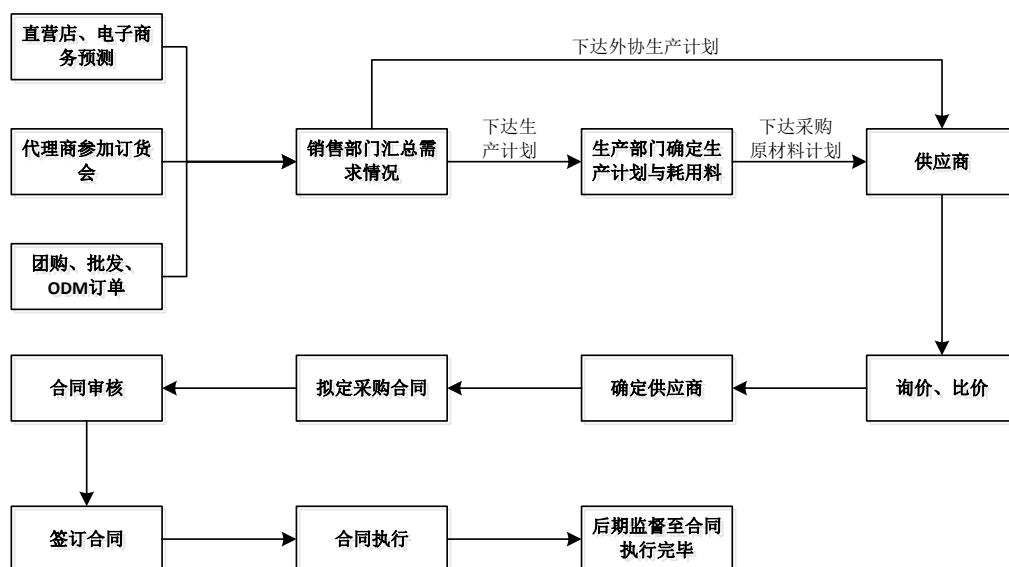 直营店、电子商
务预测
下达外协生产计划
代理商参加订货
会
销售部门汇总需
求情况
下达生
产计划
生产部门确定生
产计划与耗用料
下达采购
原材料计划
供应商
团购、批发、
ODM订单
合同审核
拟定采购合同
确定供应商
询价、比价
签订合同
合同执行
后期监督至合同
执行完毕